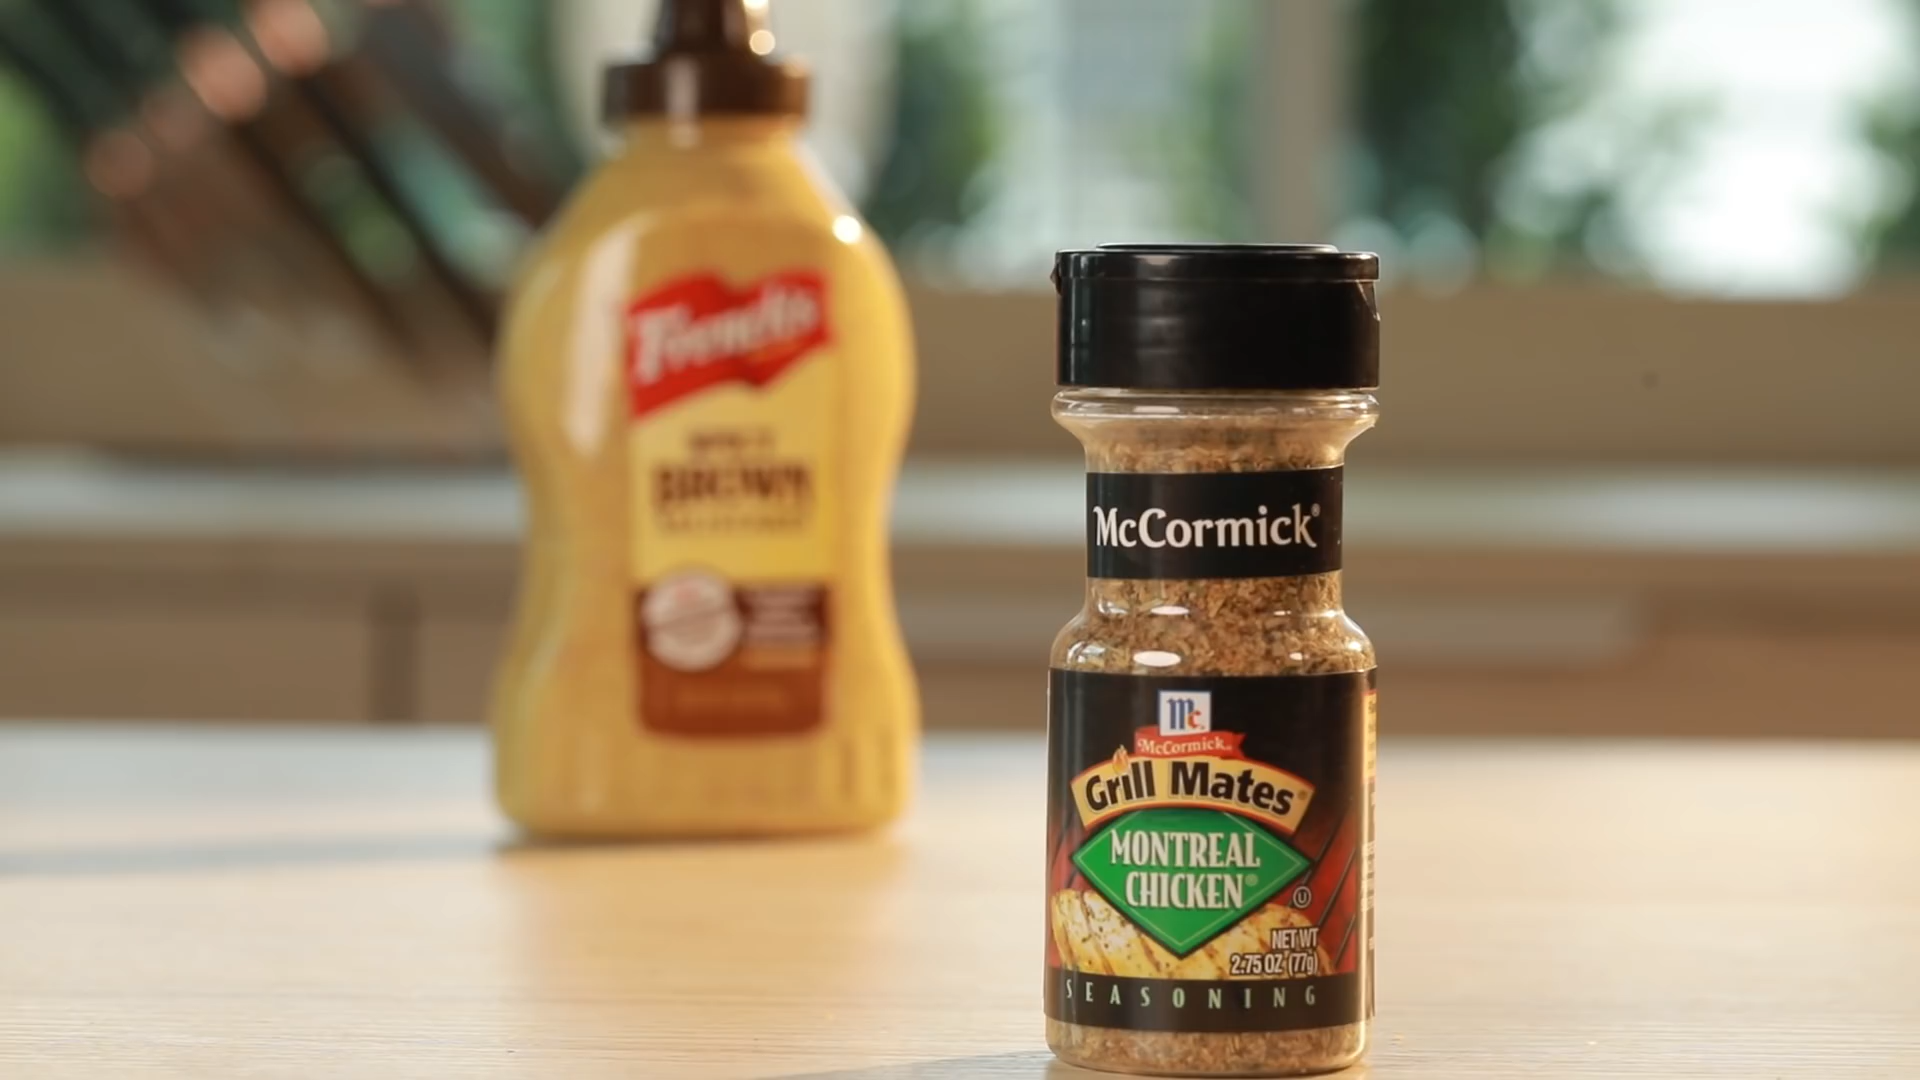 French's
BROWN
McCormick®
Mc
McCormick
Grill Mates®
MONTREAL
CHICKEN®
U
NET WT
2.75 OZ (77g)
SEASONING